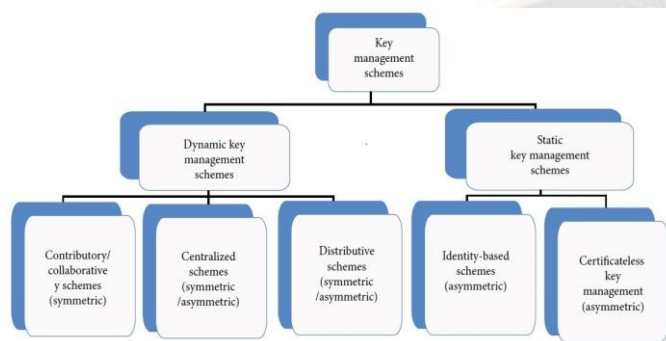 Key
management
schemes
Dynamic key
management
schemes
Static
key management
schemes
Contributory/
collaborative
y schemes
(symmetric)
Centralized
schemes
(symmetric
/asymmetric)
Distributive
schemes
(symmetric
/asymmetric)
Identity-based
schemes
(asymmetric)
Certificateless
key
management
(asymmetric)